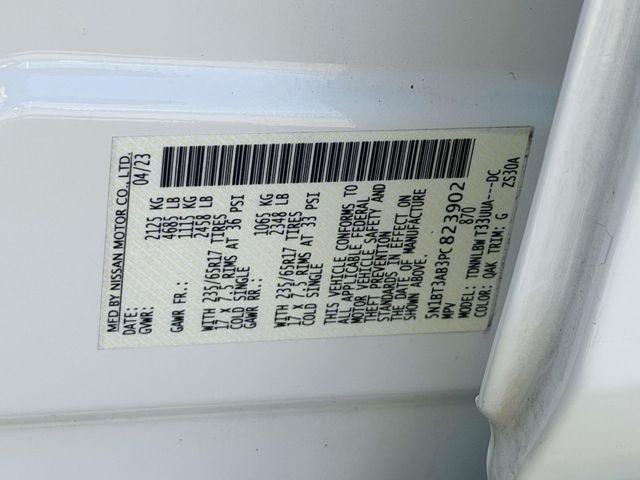 MFD BY NISSAN MOTOR CO., LTD.
DATE: 04/23
GVWR: 2125 KG
4685 LB
GAWR FR.: 1115 KG
2458 LB
WITH 235/65R17 TIRES
17 X 7.5 RIMS AT 36 PSI
COLD SINGLE
GAWR RR.: 1065 KG
2348 LB
WITH 235/65R17 TIRES
17 X 7.5 RIMS AT 33 PSI
COLD SINGLE
THIS VEHICLE CONFORMS TO
ALL APPLICABLE FEDERAL
MOTOR VEHICLE SAFETY AND
THEFT PREVENTION
STANDARDS IN EFFECT ON
THE DATE OF MANUFACTURE
SHOWN ABOVE.
5N1BT3AB3PC823902
MPV 870
MODEL: TDNNLBW T33UUA---DC
COLOR: QAK TRIM: G ZS30A